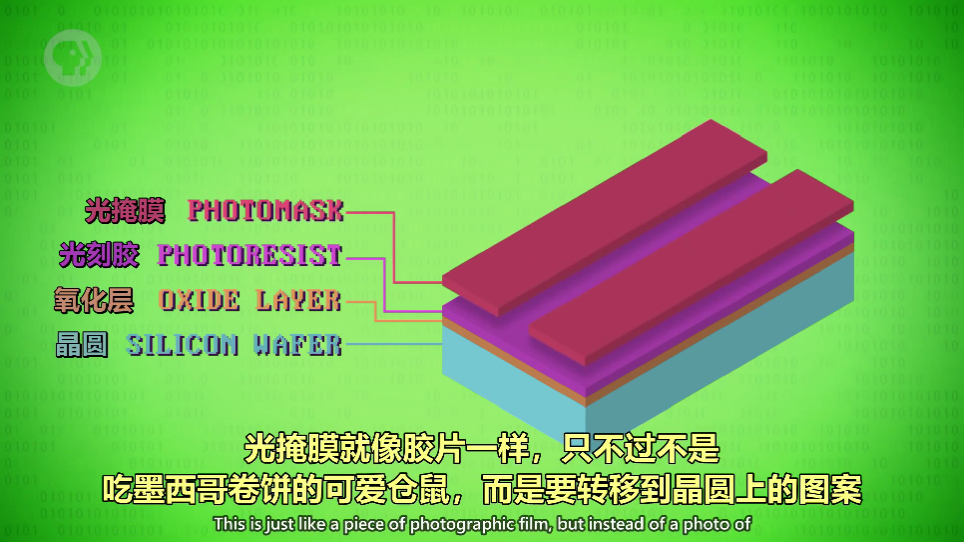 光掩膜 PHOTOMASK
光刻胶 PHOTORESIST
氧化层 OXIDE LAYER
晶圆 SILICON WAFER
光掩膜就像胶片一样，只不过不是
吃墨西哥卷饼的可爱仓鼠，而是要转移到晶圆上的图案
This is just like a piece of photographic film, but instead of a photo of